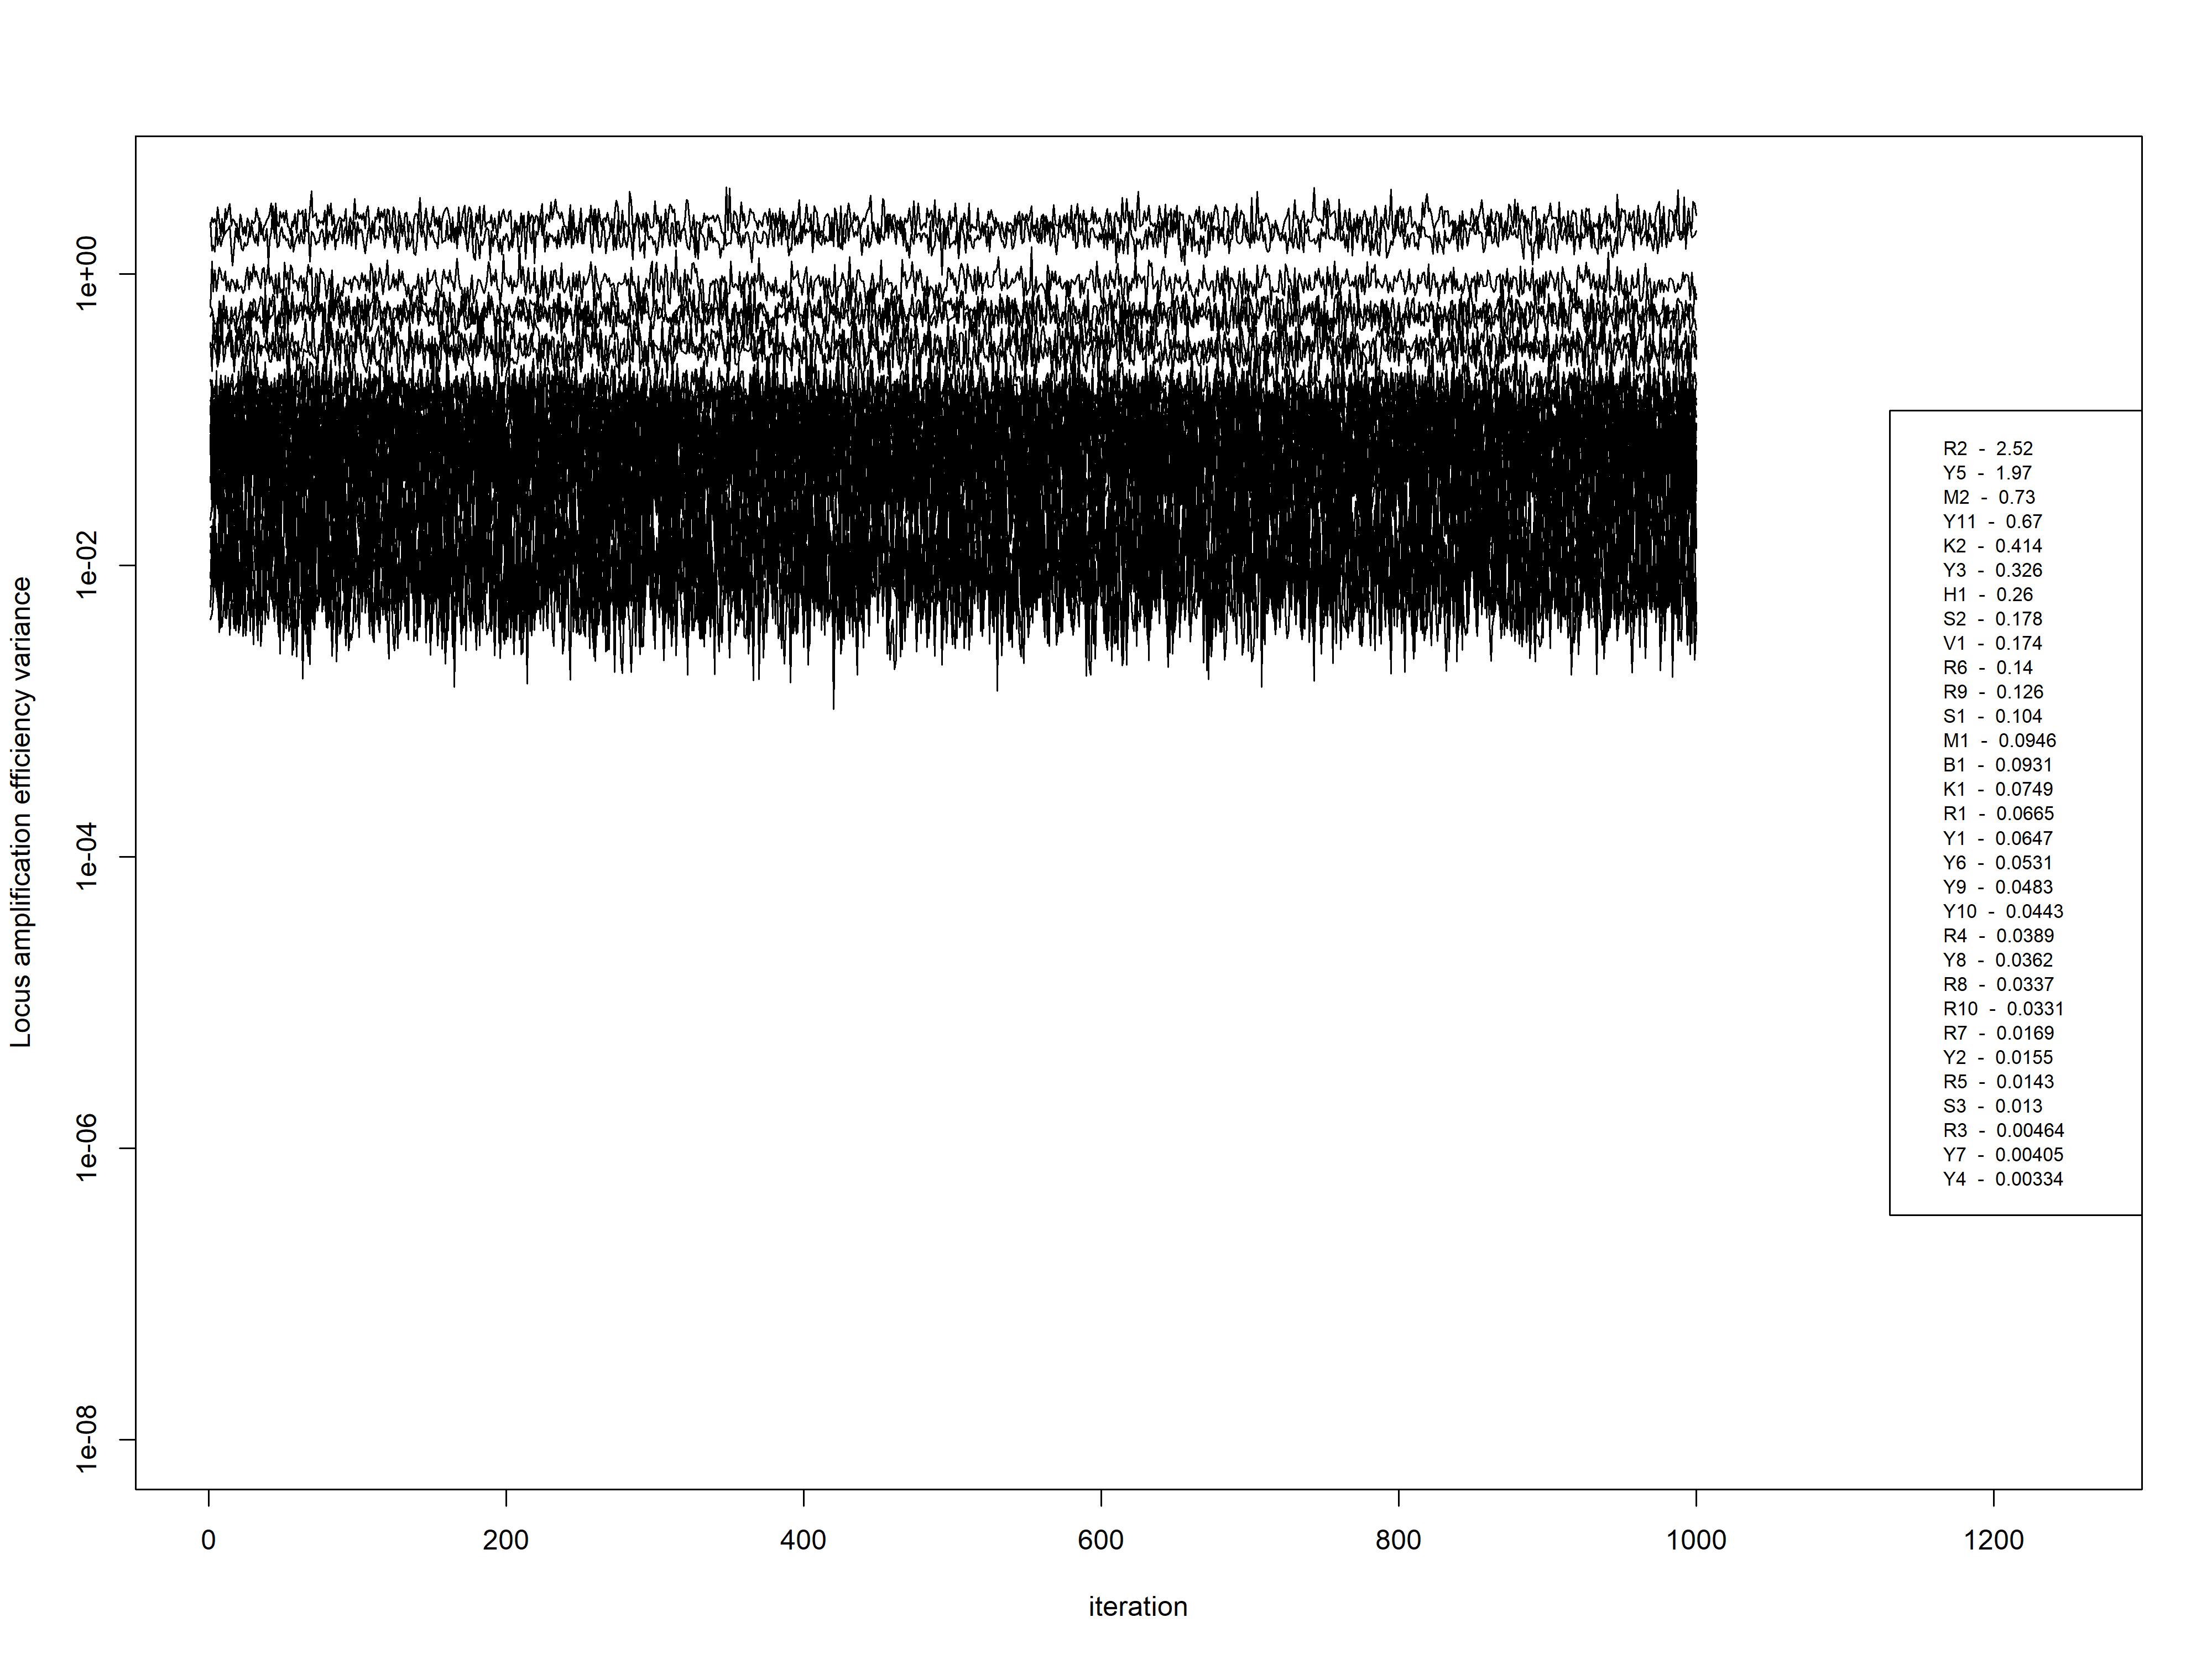 Locus amplification efficiency variance
1e+00
1e-02
1e-04
1e-06
1e-08
0
200
400
600
800
1000
1200
iteration
R2 - 2.52
Y5 - 1.97
M2 - 0.73
Y11 - 0.67
K2 - 0.414
Y3 - 0.326
H1 - 0.26
S2 - 0.178
V1 - 0.174
R6 - 0.14
R9 - 0.126
S1 - 0.104
M1 - 0.0946
B1 - 0.0931
K1 - 0.0749
R1 - 0.0665
Y1 - 0.0647
Y6 - 0.0531
Y9 - 0.0483
Y10 - 0.0443
R4 - 0.0389
Y8 - 0.0362
R8 - 0.0337
R10 - 0.0331
R7 - 0.0169
Y2 - 0.0155
R5 - 0.0143
S3 - 0.013
R3 - 0.00464
Y7 - 0.00405
Y4 - 0.00334